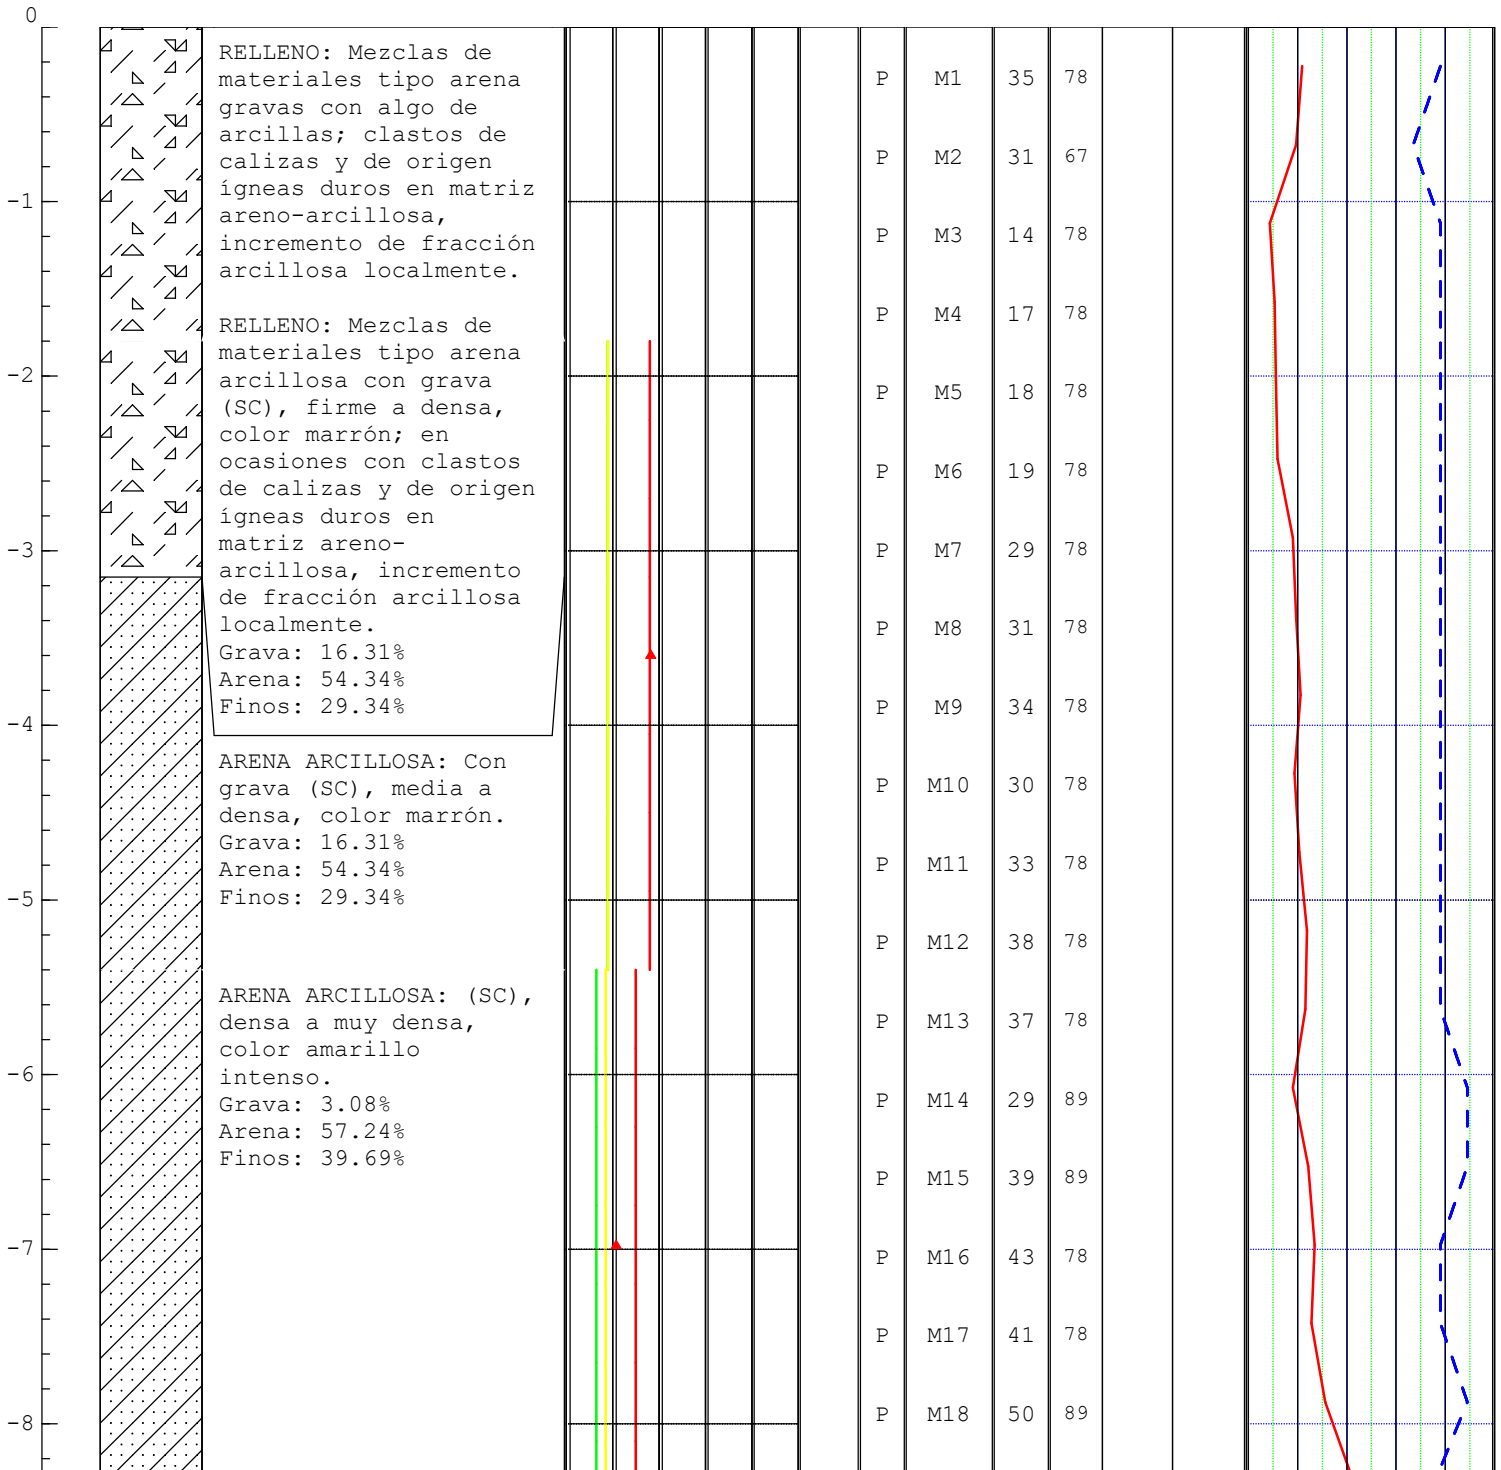 0
RELLENO: Mezclas de
materiales tipo arena
gravas con algo de
arcillas; clastos de
calizas y de origen
ígneas duros en matriz
areno-arcillosa,
incremento de fracción
arcillosa localmente.
RELLENO: Mezclas de
materiales tipo arena
arcillosa con grava
(SC), firme a densa,
color marrón; en
ocasiones con clastos
de calizas y de origen
ígneas duros en
matriz areno-
arcillosa, incremento
de fracción arcillosa
localmente.
Grava: 16.31%
Arena: 54.34%
Finos: 29.34%
ARENA ARCILLOSA: Con
grava (SC), media a
densa, color marrón.
Grava: 16.31%
Arena: 54.34%
Finos: 29.34%
ARENA ARCILLOSA: (SC),
densa a muy densa,
color amarillo
intenso.
Grava: 3.08%
Arena: 57.24%
Finos: 39.69%
-1
-2
-3
-4
-5
-6
-7
-8
P M1 35 78
P M2 31 67
P M3 14 78
P M4 17 78
P M5 18 78
P M6 19 78
P M7 29 78
P M8 31 78
P M9 34 78
P M10 30 78
P M11 33 78
P M12 38 78
P M13 37 78
P M14 29 89
P M15 39 89
P M16 43 78
P M17 41 78
P M18 50 89